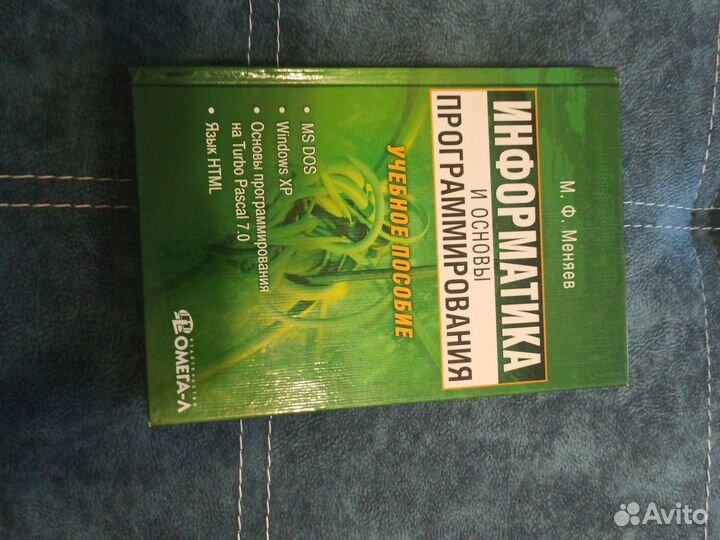 М. Ф. Меняев
ИНФОРМАТИКА
И ОСНОВЫ
ПРОГРАММИРОВАНИЯ
УЧЕБНОЕ ПОСОБИЕ
• MS DOS
• Windows XP
• Основы программирования
на Turbo Pascal 7.0
• Язык HTML
ИЗДАТЕЛЬСТВО
ОМЕГА-Л
Avito